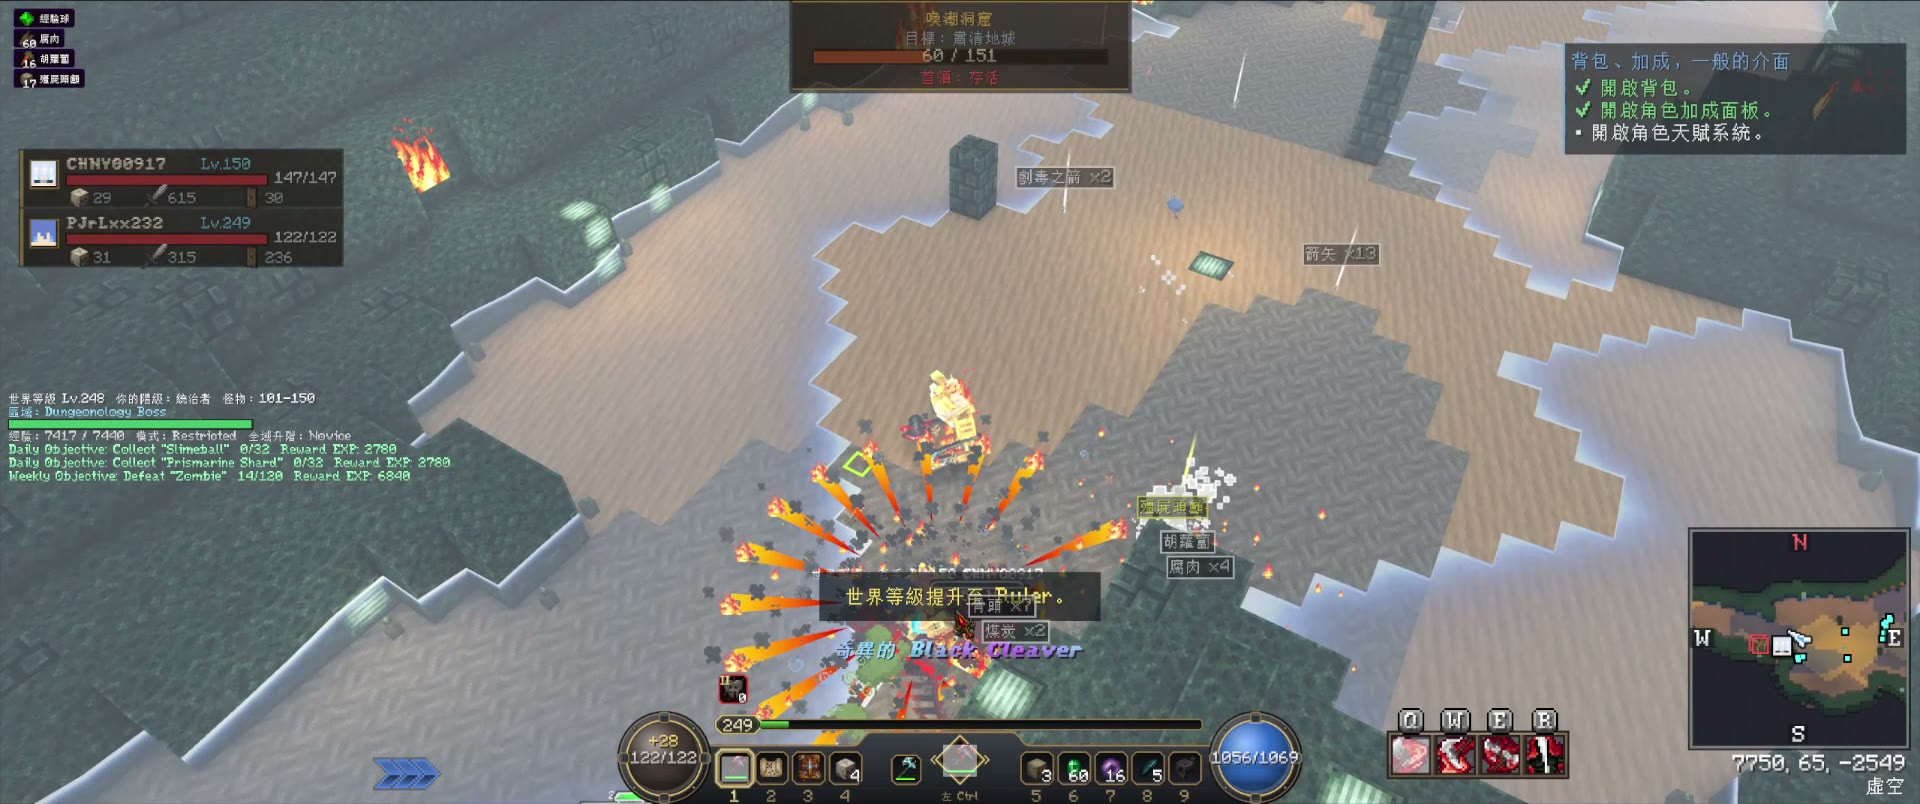 經驗球
60 腐肉
16 胡蘿蔔
17 殭屍頭顱
喚潮洞窟
目標：肅清地城
60 / 151
首領：存活
背包、加成，一般的介面
✓ 開啟背包。
✓ 開啟角色加成面板。
▪ 開啟角色天賦系統。
CHNY00917 Lv.150
147/147
29 615 30
PJrLxx232 Lv.249
122/122
31 315 236
劇毒之箭 x2
箭矢 x13
世界等級 Lv.248 你的階級：統治者 怪物：101-150
區域：Dungeonology Boss
經驗：7417 / 7440 模式：Restricted 全域升階：Novice
Daily Objective: Collect "Slimeball" 0/32 Reward EXP: 2780
Daily Objective: Collect "Prismarine Shard" 0/32 Reward EXP: 2780
Weekly Objective: Defeat "Zombie" 14/120 Reward EXP: 6840
殭屍頭顱
胡蘿蔔
腐肉 x4
世界等級提升至 Ruler。
骨頭 x7
煤炭 x2
奇異的 Black Cleaver
II
0
249
+28
122/122
1056/1069
4
3 60 16 5
1 2 3 4 左 Ctrl 5 6 7 8 9
Q W E R
N
W E
S
7750, 65, -2549
虛空